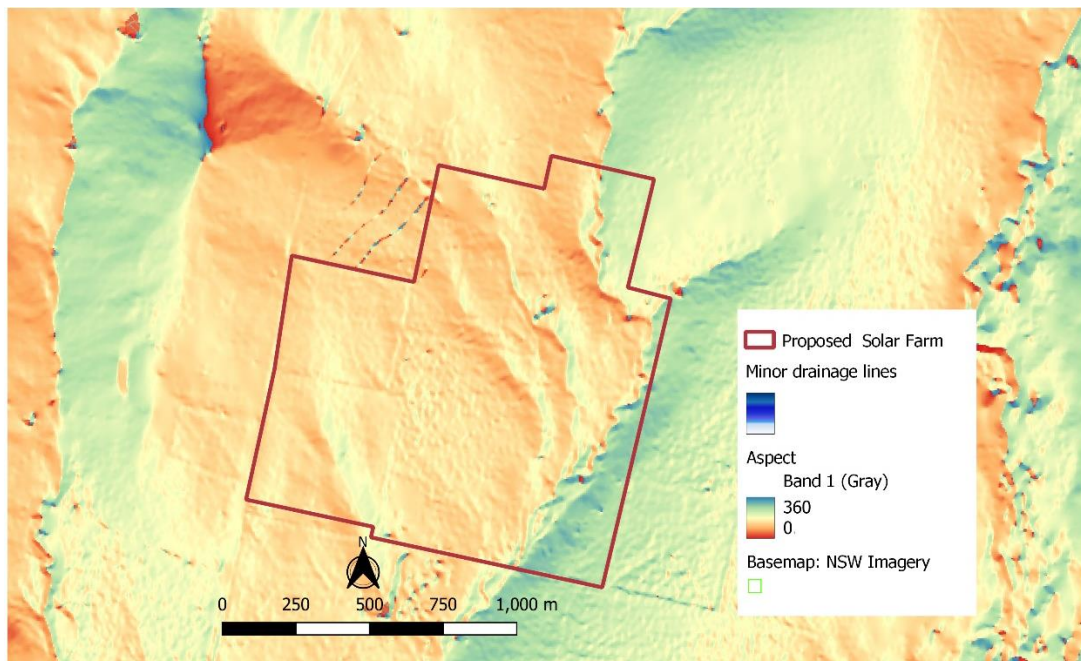 Proposed  Solar Farm
Minor drainage lines
Aspect
Band 1 (Gray)
360
0
Basemap: NSW Imagery
N
0 250 500 750 1,000 m